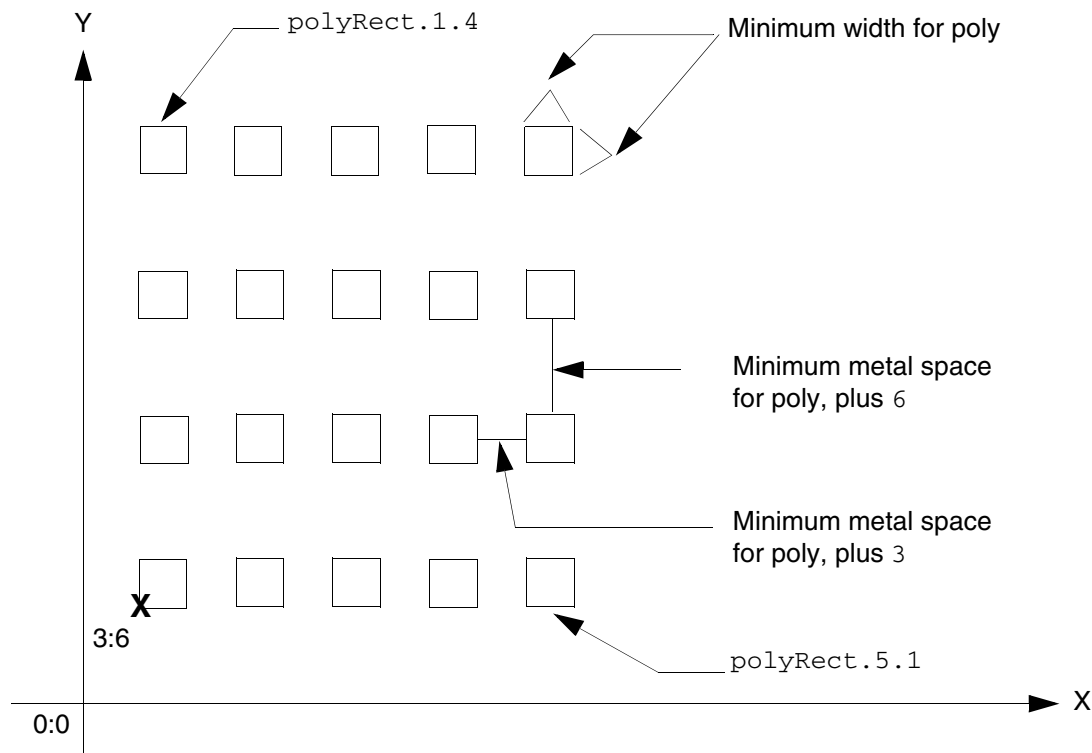 Y
polyRect.1.4
Minimum width for poly
Minimum metal space
for poly, plus 6
Minimum metal space
for poly, plus 3
X
3:6
polyRect.5.1
X
0:0